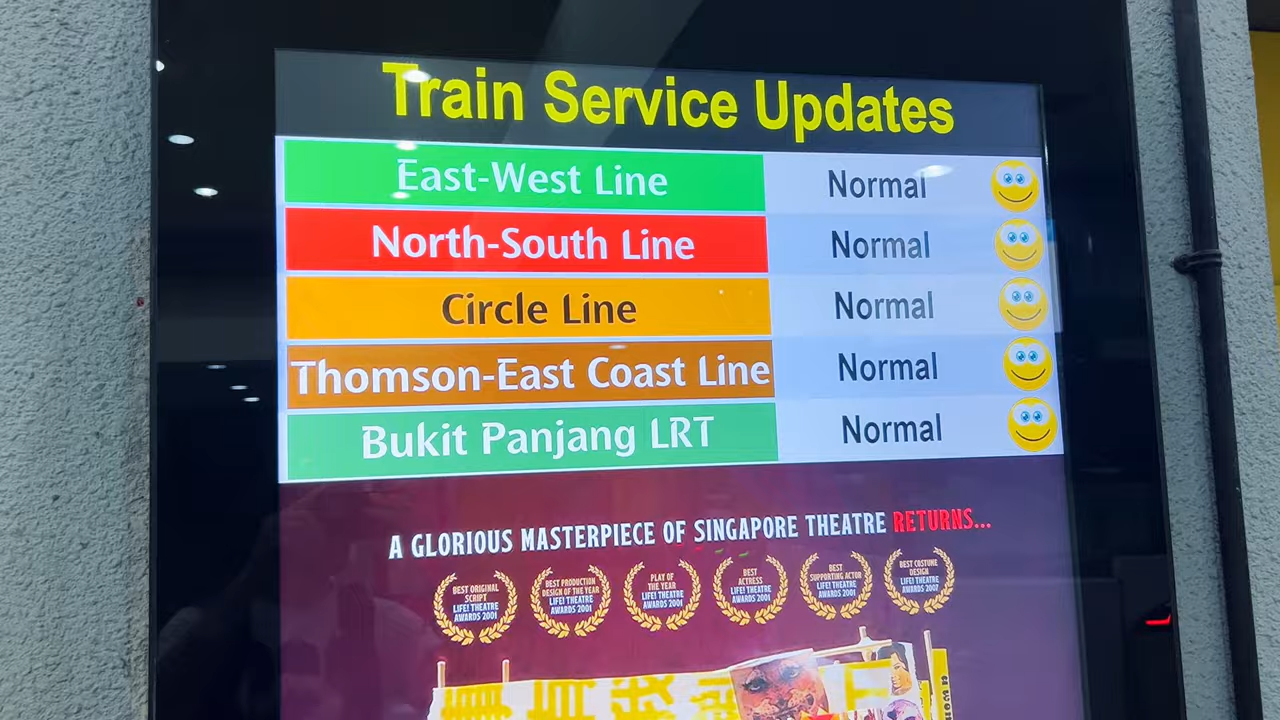 Train Service Updates
East-West Line Normal
North-South Line Normal
Circle Line Normal
Thomson-East Coast Line Normal
Bukit Panjang LRT Normal
A GLORIOUS MASTERPIECE OF SINGAPORE THEATRE RETURNS...
BEST ORIGINAL
SCRIPT
LIFE! THEATRE
AWARDS 2001
BEST PRODUCTION
DESIGN OF THE YEAR
LIFE! THEATRE
AWARDS 2001
PLAY OF
THE YEAR
LIFE! THEATRE
AWARDS 2001
BEST
ACTRESS
LIFE! THEATRE
AWARDS 2001
BEST
SUPPORTING ACTOR
LIFE! THEATRE
AWARDS 2001
BEST COSTUME
DESIGN
LIFE! THEATRE
AWARDS 2007